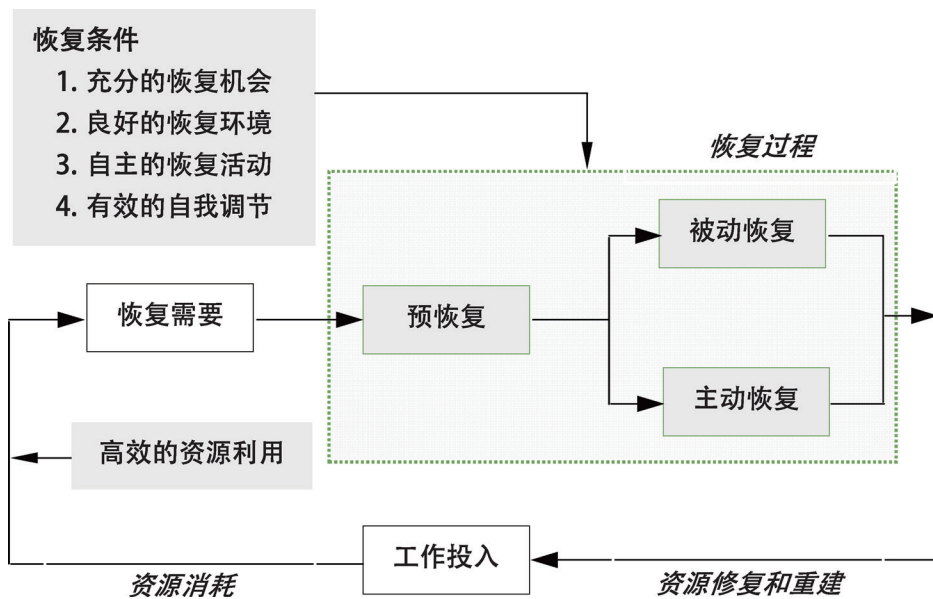 恢复条件
1. 充分的恢复机会
2. 良好的恢复环境
3. 自主的恢复活动
4. 有效的自我调节
恢复过程
被动恢复
恢复需要
预恢复
主动恢复
高效的资源利用
工作投入
资源消耗
资源修复和重建